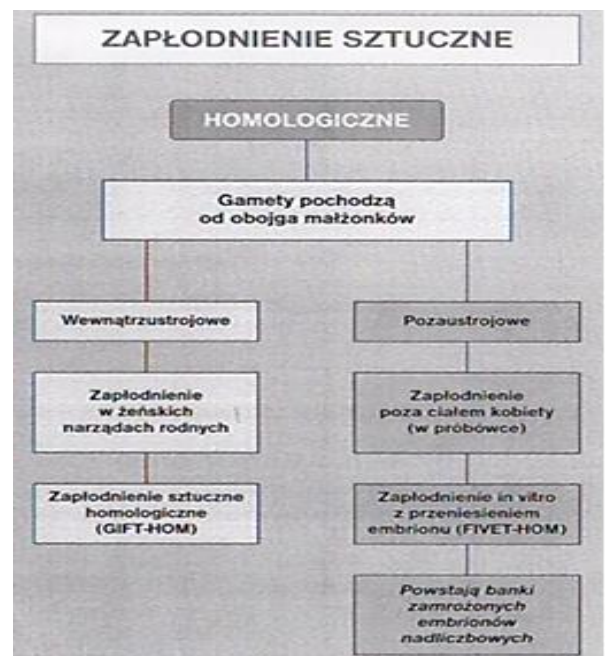 ZAPŁODNIENIE SZTUCZNE
HOMOLOGICZNE
Gamety pochodzą
od obojga małżonków
Wewnątrzustrojowe
Zapłodnienie
w żeńskich
narządach rodnych
Zapłodnienie sztuczne
homologiczne
(GIFT-HOM)
Pozaustrojowe
Zapłodnienie
poza ciałem kobiety
(w próbówce)
Zapłodnienie in vitro
z przeniesieniem
embrionu (FIVET-HOM)
Powstają banki
zamrożonych
embrionów
nadliczbowych